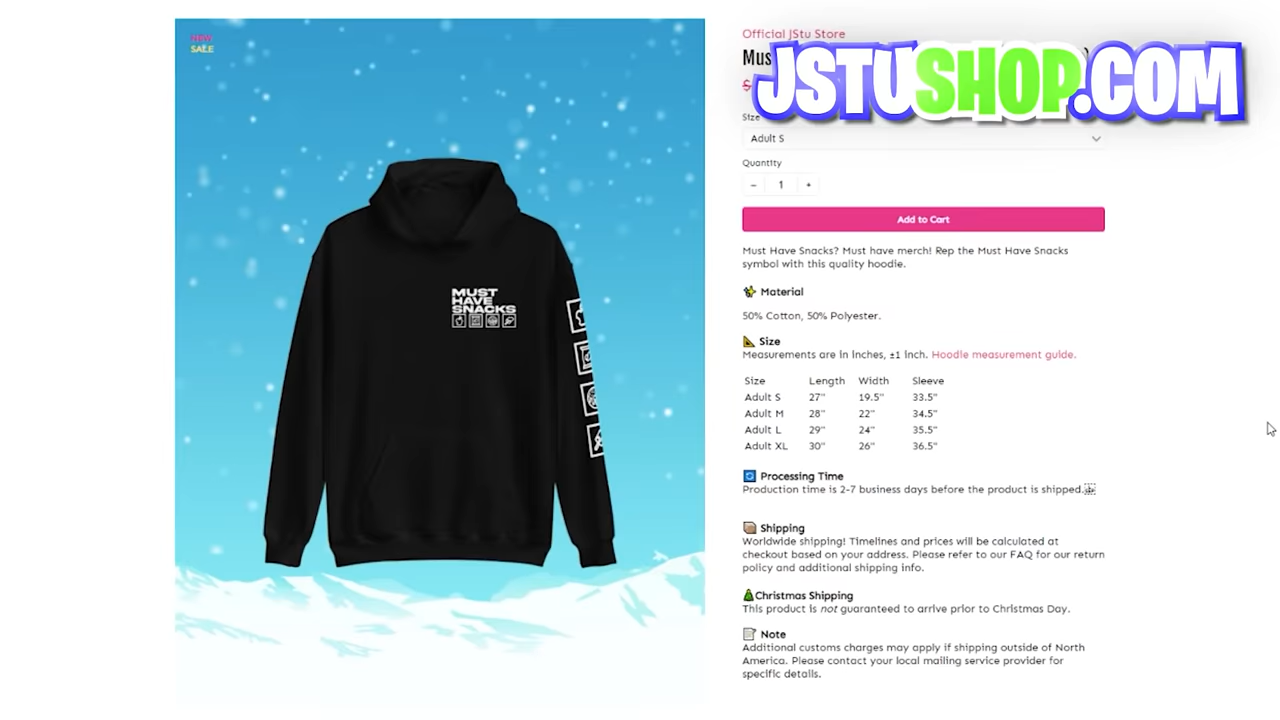 NEW
SALE
MUST
HAVE
SNACKS
Official JStu Store
JSTUSHOP.COM
Size
Adult S
Quantity
- 1 +
Add to Cart
Must Have Snacks? Must have merch! Rep the Must Have Snacks
symbol with this quality hoodie.
✨ Material
50% Cotton, 50% Polyester.
📐 Size
Measurements are in inches, ±1 inch. Hoodie measurement guide.
Size Length Width Sleeve
Adult S 27" 19.5" 33.5"
Adult M 28" 22" 34.5"
Adult L 29" 24" 35.5"
Adult XL 30" 26" 36.5"
Processing Time
Production time is 2-7 business days before the product is shipped.
📦 Shipping
Worldwide shipping! Timelines and prices will be calculated at
checkout based on your address. Please refer to our FAQ for our return
policy and additional shipping info.
🎄Christmas Shipping
This product is not guaranteed to arrive prior to Christmas Day.
📝 Note
Additional customs charges may apply if shipping outside of North
America. Please contact your local mailing service provider for
specific details.